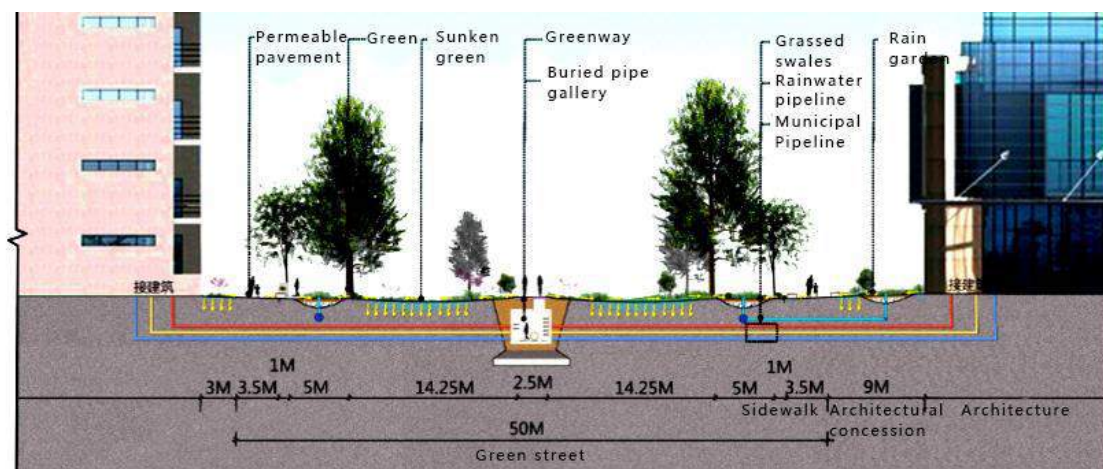 Permeable
pavement
Green
Sunken
green
Greenway
Buried pipe
gallery
Grassed
swales
Rainwater
pipeline
Municipal
Pipeline
Rain
garden
接建筑
接建
1M
1M
3M
3.5M
5M
14.25M
2.5M
14.25M
5M
3.5M
9M
Sidewalk
Architectural
concession
Architecture
50M
Green street